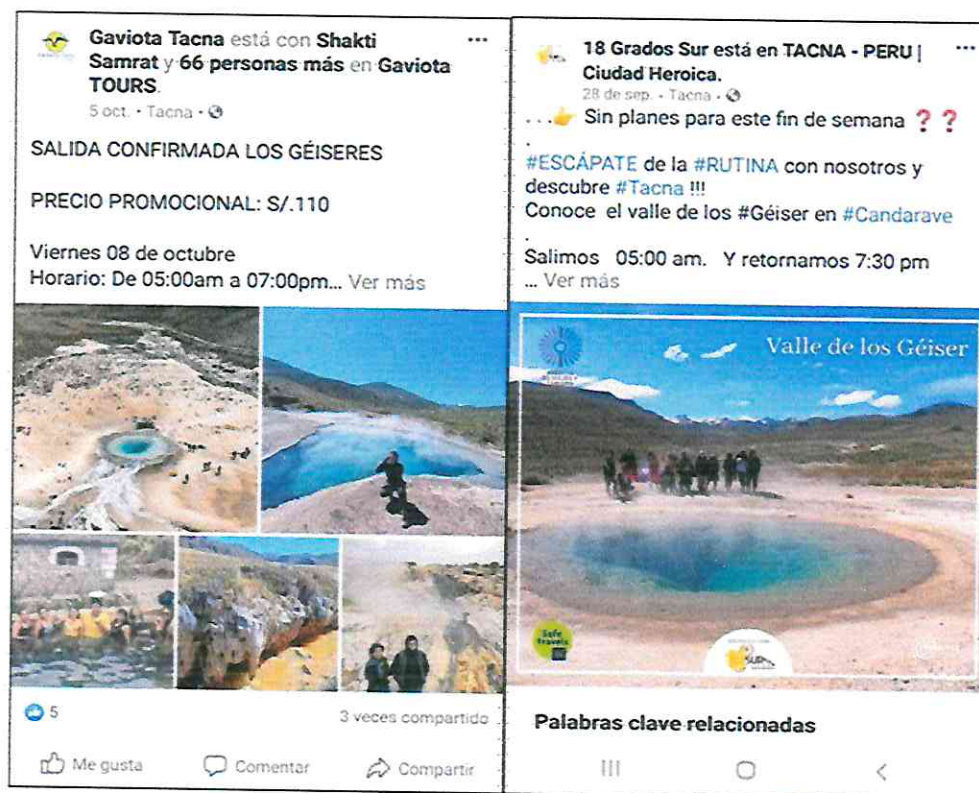 Gaviota Tacna está con Shakti
Samrat y 66 personas más en Gaviota
TOURS.
5 oct. • Tacna •
SALIDA CONFIRMADA LOS GÉISERES
PRECIO PROMOCIONAL: S/.110
Viernes 08 de octubre
Horario: De 05:00am a 07:00pm... Ver más
5
3 veces compartido
Me gusta
Comentar
Compartir
18 Grados Sur está en TACNA - PERU |
Ciudad Heroica.
28 de sep. • Tacna •
. . . 👉 Sin planes para este fin de semana ❓❓
.
#ESCÁPATE de la #RUTINA con nosotros y
descubre #Tacna !!!
Conoce el valle de los #Géiser en #Candarave
.
Salimos 05:00 am. Y retornamos 7:30 pm
... Ver más
Valle de los Géiser
Safe
travels
SUR
Palabras clave relacionadas